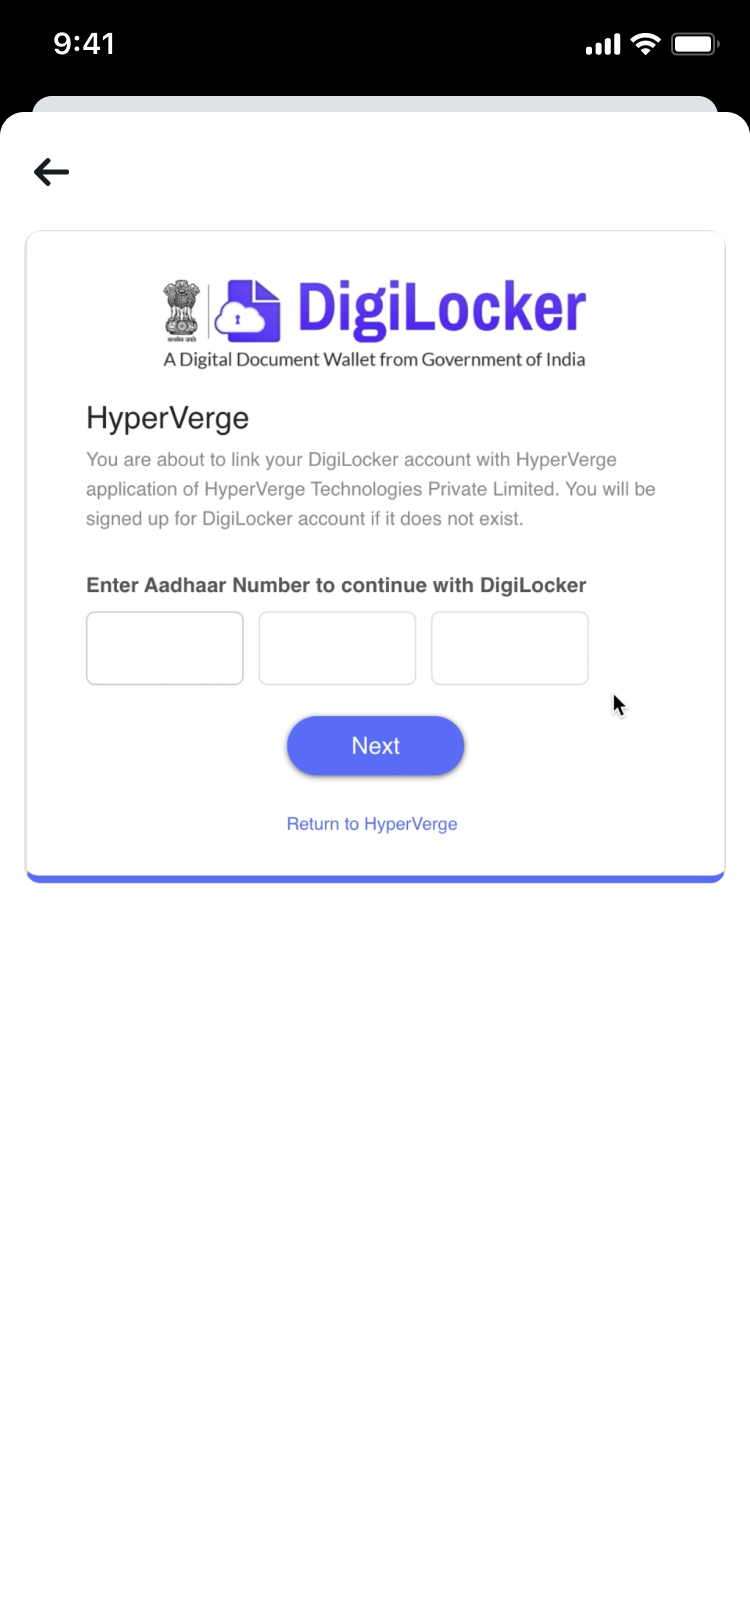 9:41
DigiLocker
A Digital Document Wallet from Government of India
HyperVerge
You are about to link your DigiLocker account with HyperVerge
application of HyperVerge Technologies Private Limited. You will be
signed up for DigiLocker account if it does not exist.
Enter Aadhaar Number to continue with DigiLocker
Next
Return to HyperVerge